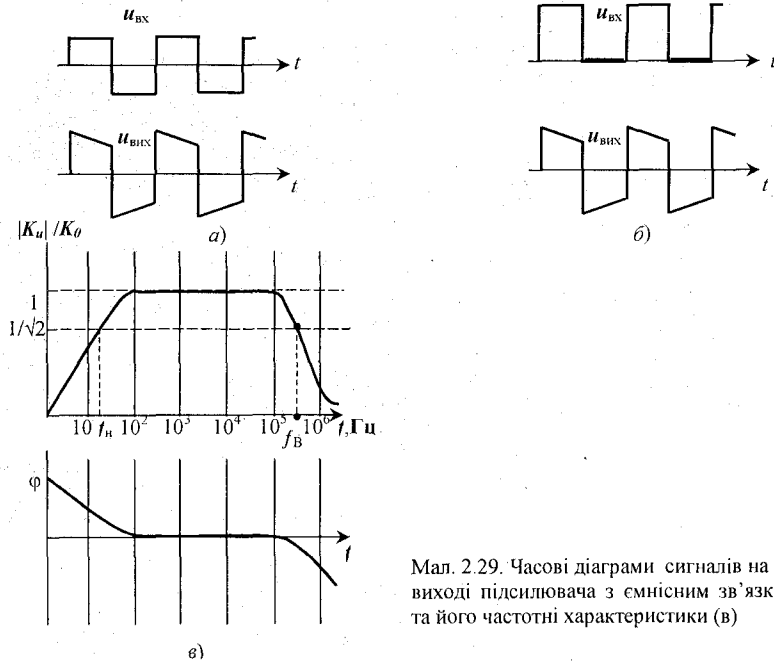 uвх
t
uвих
t
а)
uвх
t
uвих
t
б)
|Ku| /K0
1
1/√2
10 fн 10² 10³ 10⁴ 10⁵ fВ 10⁶ f, Гц
φ
f
в)
Мал. 2.29. Часові діаграми сигналів на
виході підсилювача з ємнісним зв’язк
та його частотні характеристики (в)